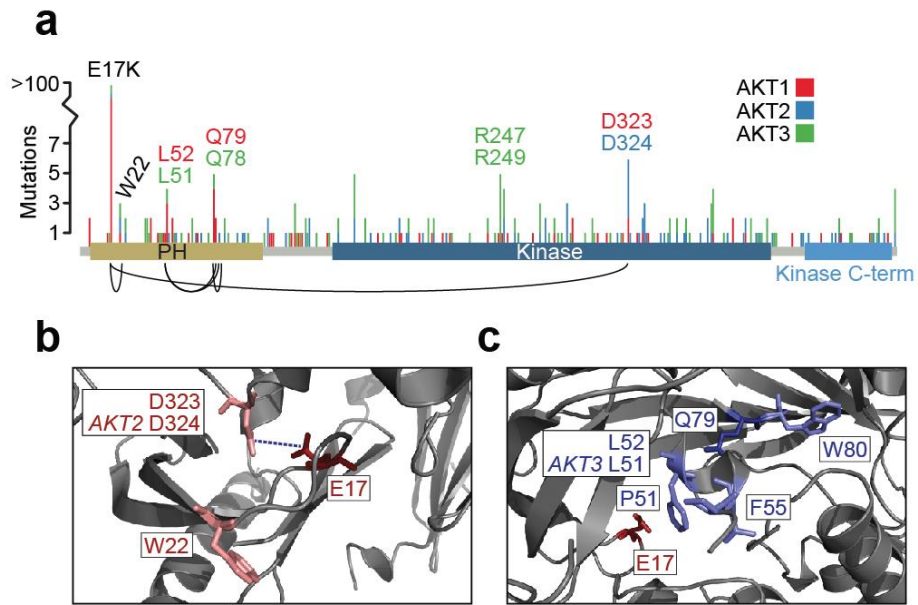 a
E17K
>100
AKT1
AKT2
AKT3
Mutations
7
5
3
1
W22
L52
L51
Q79
Q78
R247
R249
D323
D324
PH
Kinase
Kinase C-term
b
D323
AKT2 D324
E17
W22
c
Q79
L52
AKT3 L51
W80
P51
F55
E17